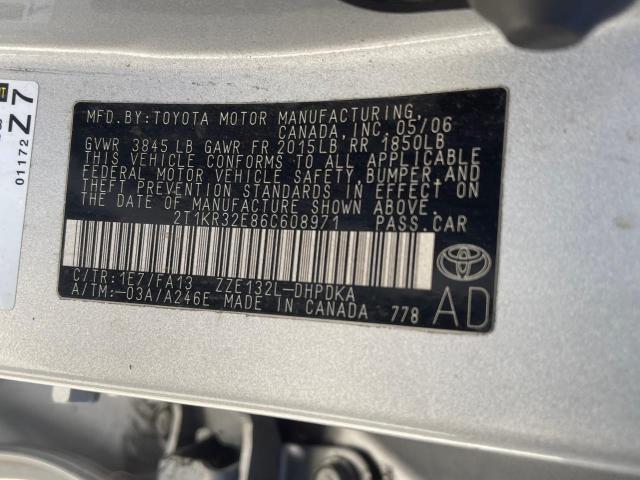 MFD. BY: TOYOTA MOTOR MANUFACTURING,
CANADA, INC. 05/06
GVWR 3845 LB GAWR FR 2015LB RR 1850LB
THIS VEHICLE CONFORMS TO ALL APPLICABLE
FEDERAL MOTOR VEHICLE SAFETY, BUMPER, AND
THEFT PREVENTION STANDARDS IN EFFECT ON
THE DATE OF MANUFACTURE SHOWN ABOVE.
2T1KR32E86C608971 PASS. CAR
C/TR: 1E7/FA13 ZZE132L-DHPDKA
A/TM: -03A/A246E MADE IN CANADA 778
AD
01172
Z 7